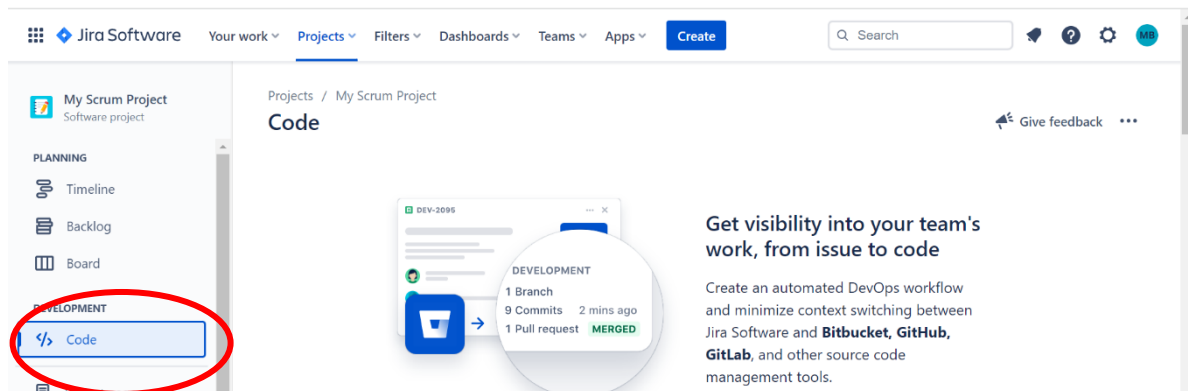 Jira Software Your work Projects Filters Dashboards Teams Apps Create Search MB
My Scrum Project
Software project
Projects / My Scrum Project
Code
Give feedback
PLANNING
Timeline
Backlog
Board
DEVELOPMENT
Code
DEV-2095
DEVELOPMENT
1 Branch
9 Commits 2 mins ago
1 Pull request MERGED
Get visibility into your team's
work, from issue to code
Create an automated DevOps workflow
and minimize context switching between
Jira Software and Bitbucket, GitHub,
GitLab, and other source code
management tools.